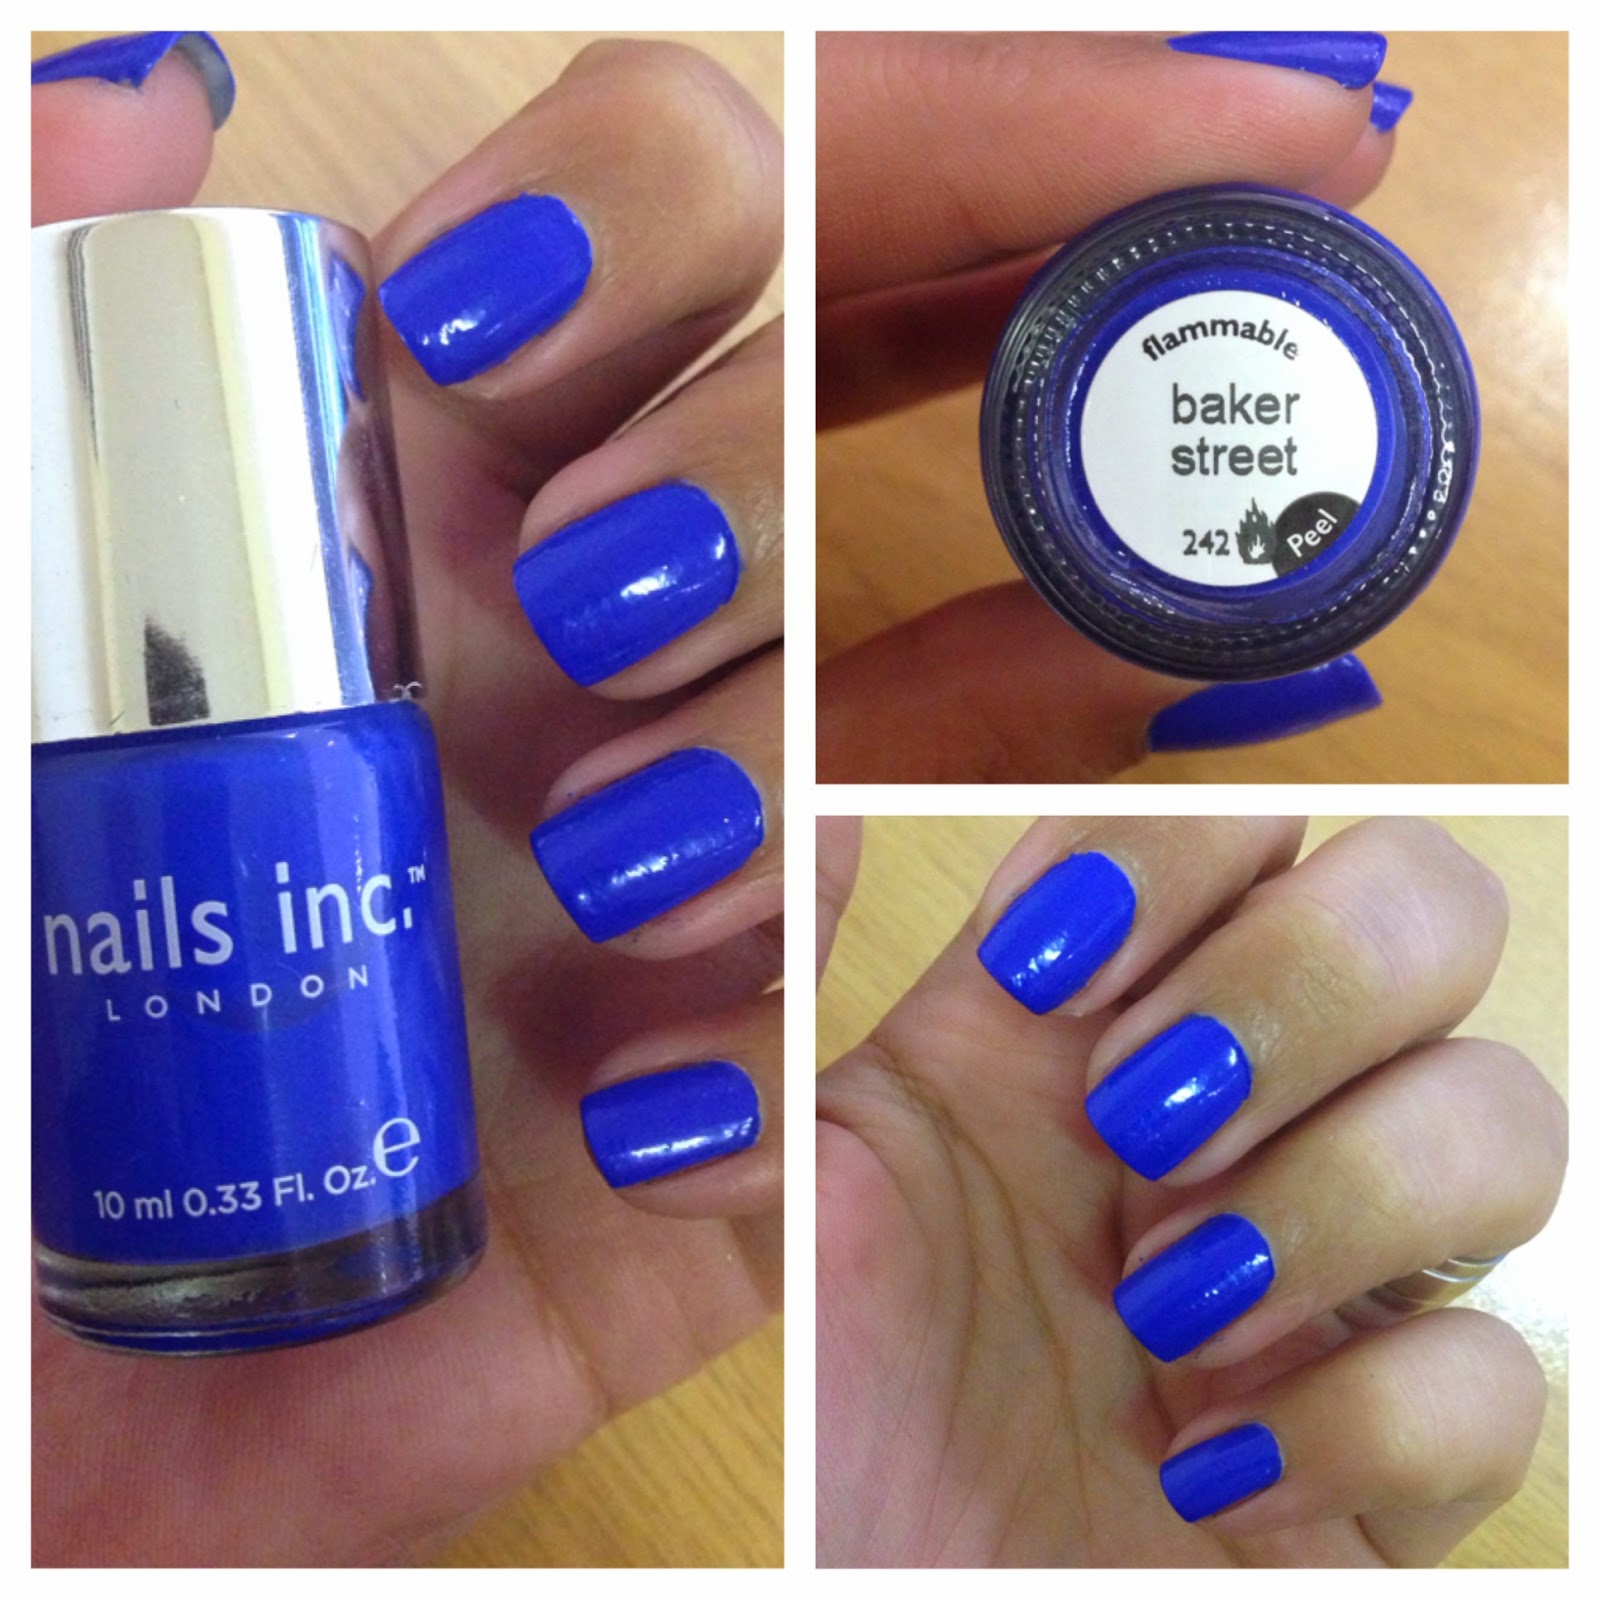 nails inc.™
LONDON
10 ml 0.33 Fl. Oz. e
flammable
baker
street
242
Peel